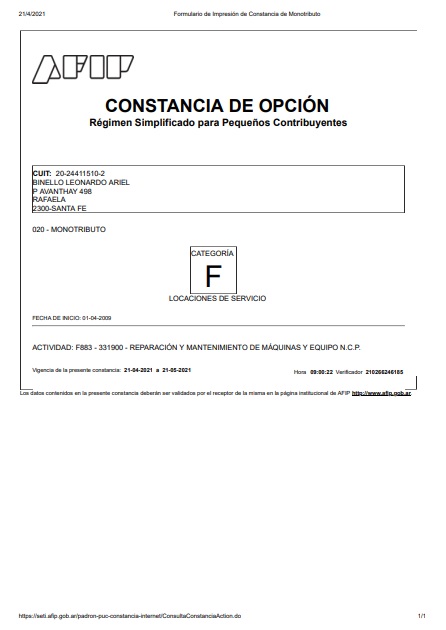 21/4/2021
Formulario de Impresión de Constancia de Monotributo
AFIP
CONSTANCIA DE OPCIÓN
Régimen Simplificado para Pequeños Contribuyentes
CUIT: 20-24411510-2
BINELLO LEONARDO ARIEL
P AVANTHAY 498
RAFAELA
2300-SANTA FE
020 - MONOTRIBUTO
CATEGORÍA
F
LOCACIONES DE SERVICIO
FECHA DE INICIO: 01-04-2009
ACTIVIDAD: F883 - 331900 - REPARACIÓN Y MANTENIMIENTO DE MÁQUINAS Y EQUIPO N.C.P.
Vigencia de la presente constancia: 21-04-2021 a 21-05-2021
Hora 09:00:22 Verificador 210266246185
Los datos contenidos en la presente constancia deberán ser validados por el receptor de la misma en la página institucional de AFIP http://www.afip.gob.ar.
https://seti.afip.gob.ar/padron-puc-constancia-internet/ConsultaConstanciaAction.do
1/1